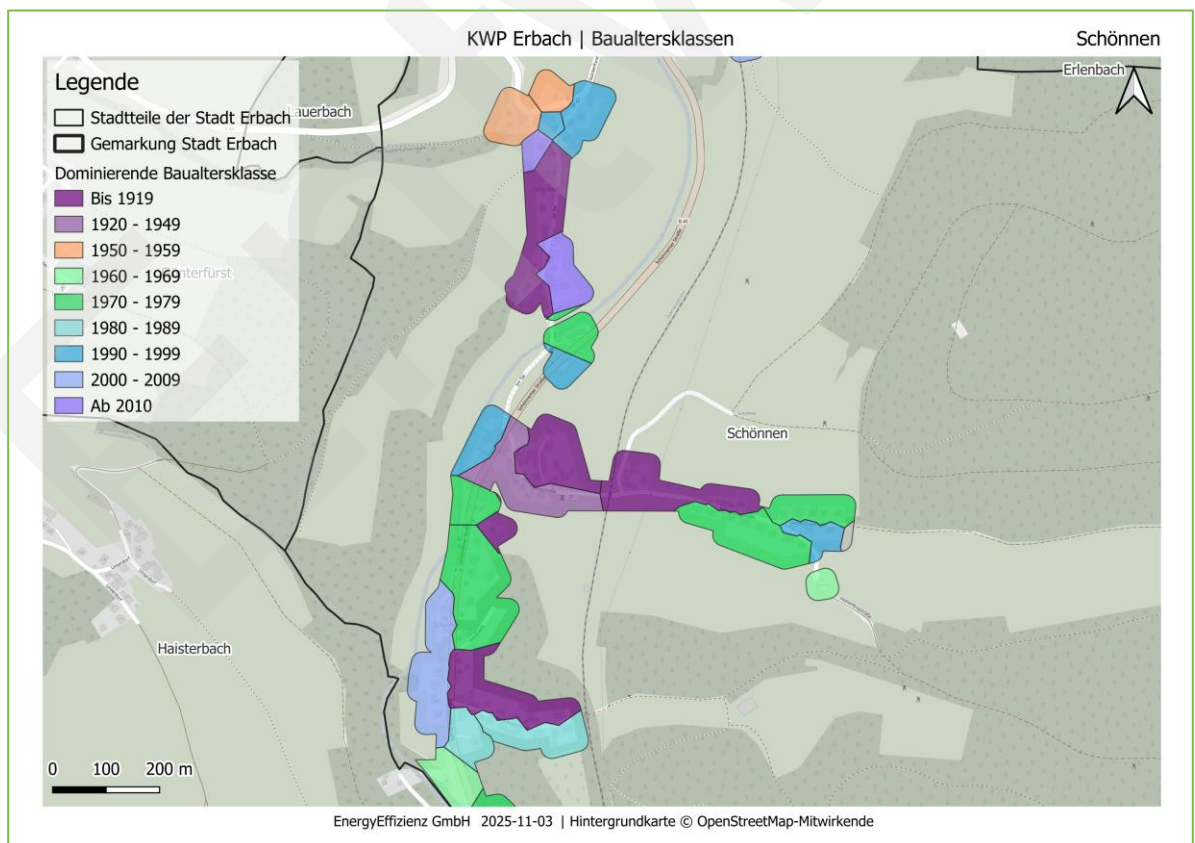 KWP Erbach | Baualtersklassen
Schönnen
Legende
Stadtteile der Stadt Erbach
Gemarkung Stadt Erbach
Dominierende Baualtersklasse
Bis 1919
1920 - 1949
1950 - 1959
1960 - 1969
1970 - 1979
1980 - 1989
1990 - 1999
2000 - 2009
Ab 2010
Lauerbach
Erlenbach
Schönnen
Haisterbach
0 100 200 m
EnergyEffizienz GmbH 2025-11-03 | Hintergrundkarte © OpenStreetMap-Mitwirkende